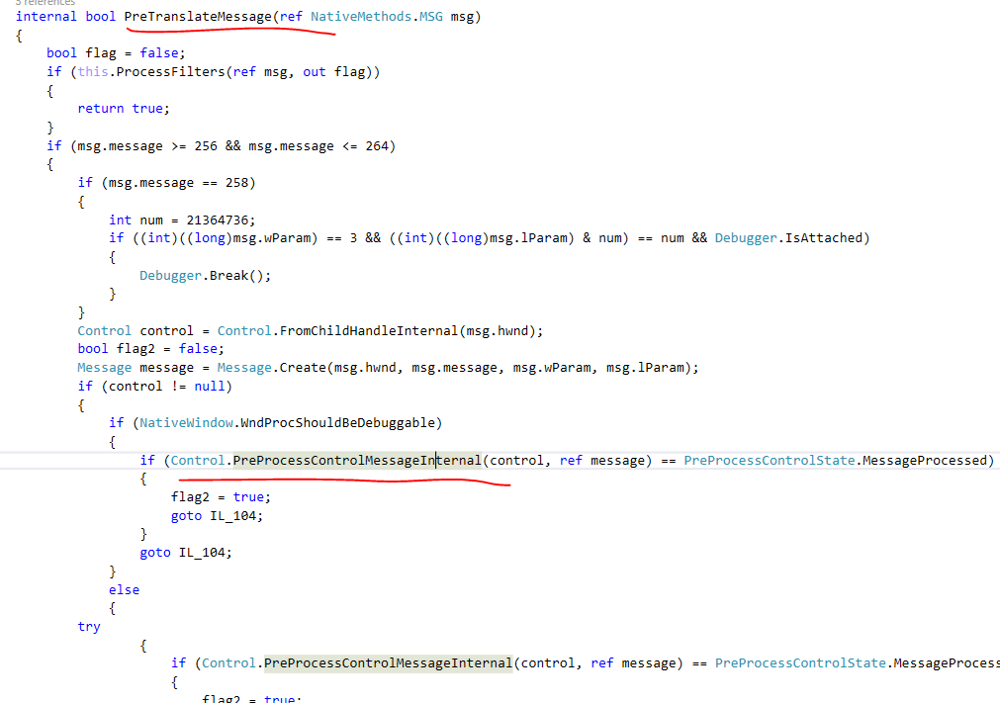 5 references
internal bool PreTranslateMessage(ref NativeMethods.MSG msg)
{
    bool flag = false;
    if (this.ProcessFilters(ref msg, out flag))
    {
        return true;
    }
    if (msg.message >= 256 && msg.message <= 264)
    {
        if (msg.message == 258)
        {
            int num = 21364736;
            if ((int)((long)msg.wParam) == 3 && ((int)((long)msg.lParam) & num) == num && Debugger.IsAttached)
            {
                Debugger.Break();
            }
        }
        Control control = Control.FromChildHandleInternal(msg.hwnd);
        bool flag2 = false;
        Message message = Message.Create(msg.hwnd, msg.message, msg.wParam, msg.lParam);
        if (control != null)
        {
            if (NativeWindow.WndProcShouldBeDebuggable)
            {
                if (Control.PreProcessControlMessageInternal(control, ref message) == PreProcessControlState.MessageProcessed)
                {
                    flag2 = true;
                    goto IL_104;
                }
                goto IL_104;
            }
            else
            {
        try
                {
                    if (Control.PreProcessControlMessageInternal(control, ref message) == PreProcessControlState.MessageProcess
                    {
                        flag2 = true;